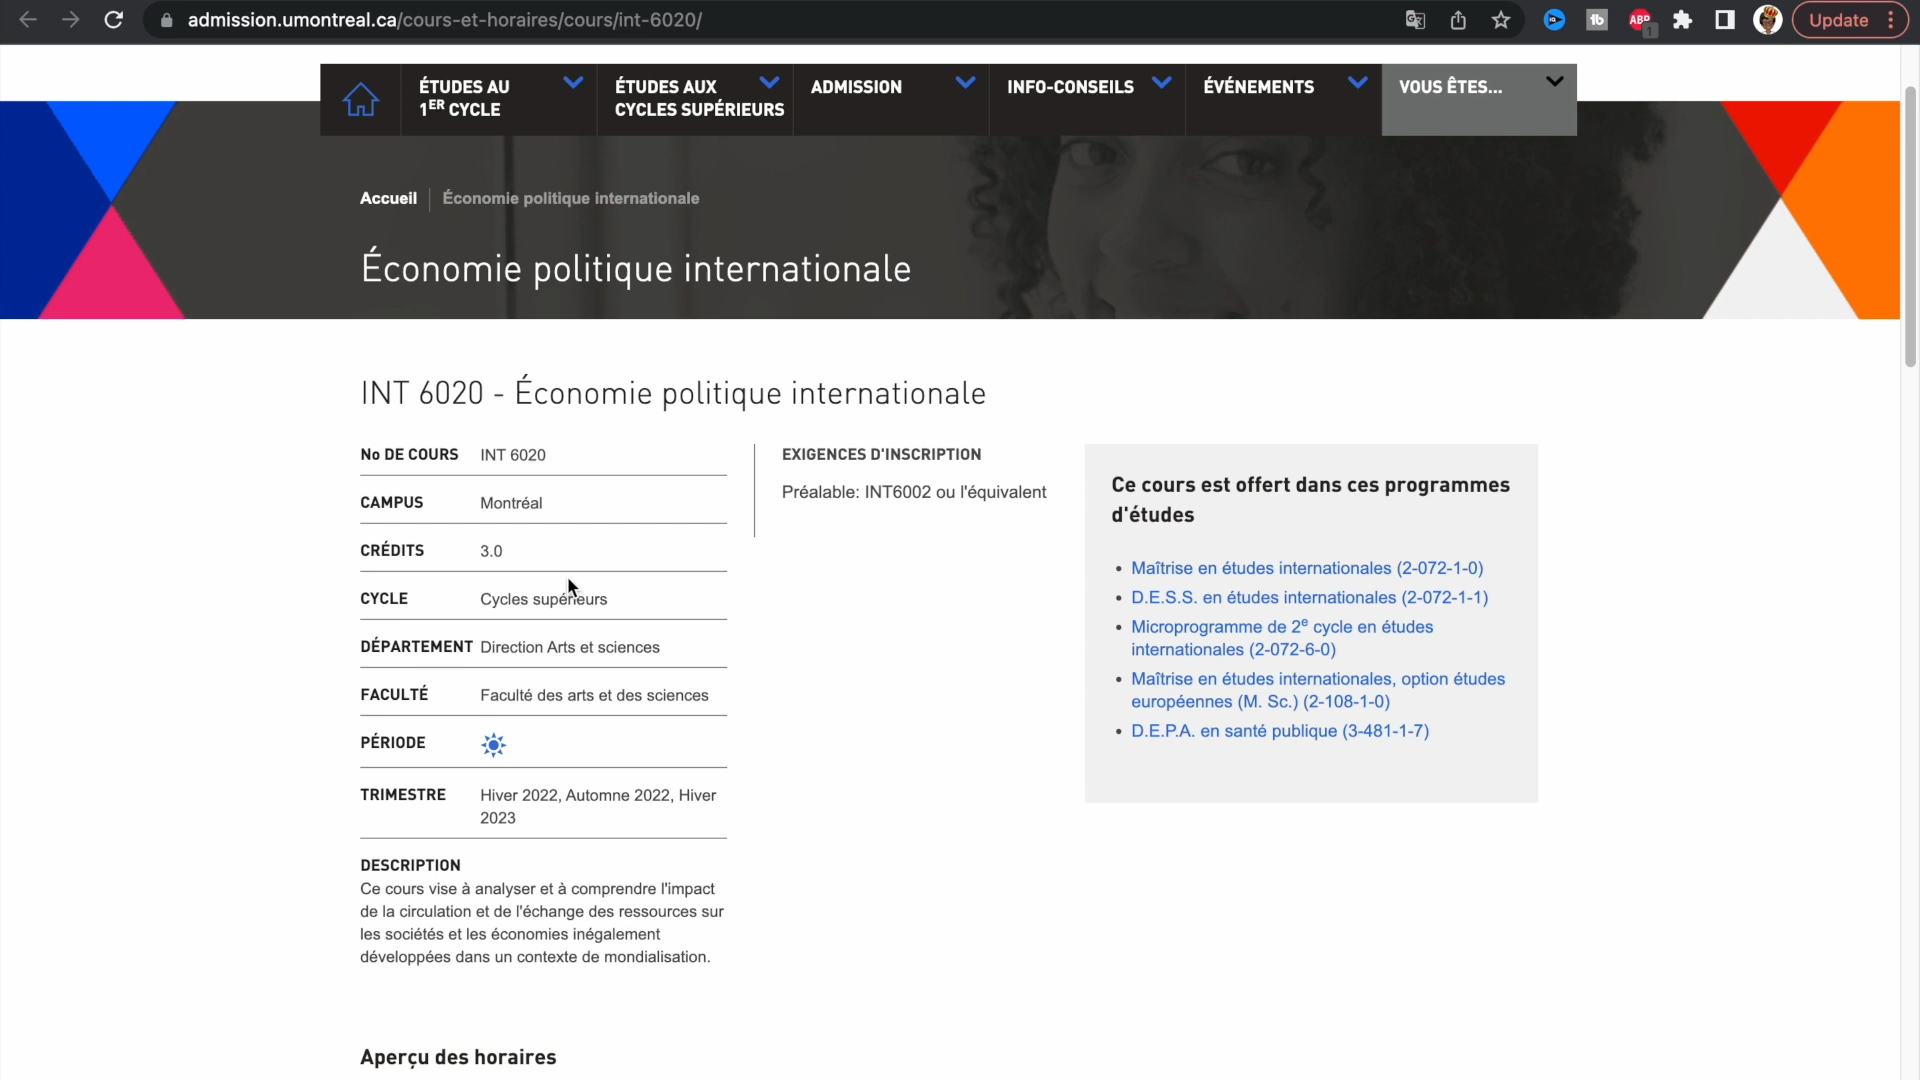 admission.umontreal.ca/cours-et-horaires/cours/int-6020/
ABP
1
Update
ÉTUDES AU
1ER CYCLE
ÉTUDES AUX
CYCLES SUPÉRIEURS
ADMISSION
INFO-CONSEILS
ÉVÉNEMENTS
VOUS ÊTES...
Accueil
Économie politique internationale
Économie politique internationale
INT 6020 - Économie politique internationale
No DE COURS INT 6020
CAMPUS Montréal
CRÉDITS 3.0
CYCLE Cycles supérieurs
DÉPARTEMENT Direction Arts et sciences
FACULTÉ Faculté des arts et des sciences
PÉRIODE
TRIMESTRE Hiver 2022, Automne 2022, Hiver
2023
DESCRIPTION
Ce cours vise à analyser et à comprendre l'impact
de la circulation et de l'échange des ressources sur
les sociétés et les économies inégalement
développées dans un contexte de mondialisation.
EXIGENCES D'INSCRIPTION
Préalable: INT6002 ou l'équivalent
Ce cours est offert dans ces programmes
d'études
• Maîtrise en études internationales (2-072-1-0)
• D.E.S.S. en études internationales (2-072-1-1)
• Microprogramme de 2e cycle en études
internationales (2-072-6-0)
• Maîtrise en études internationales, option études
européennes (M. Sc.) (2-108-1-0)
• D.E.P.A. en santé publique (3-481-1-7)
Aperçu des horaires